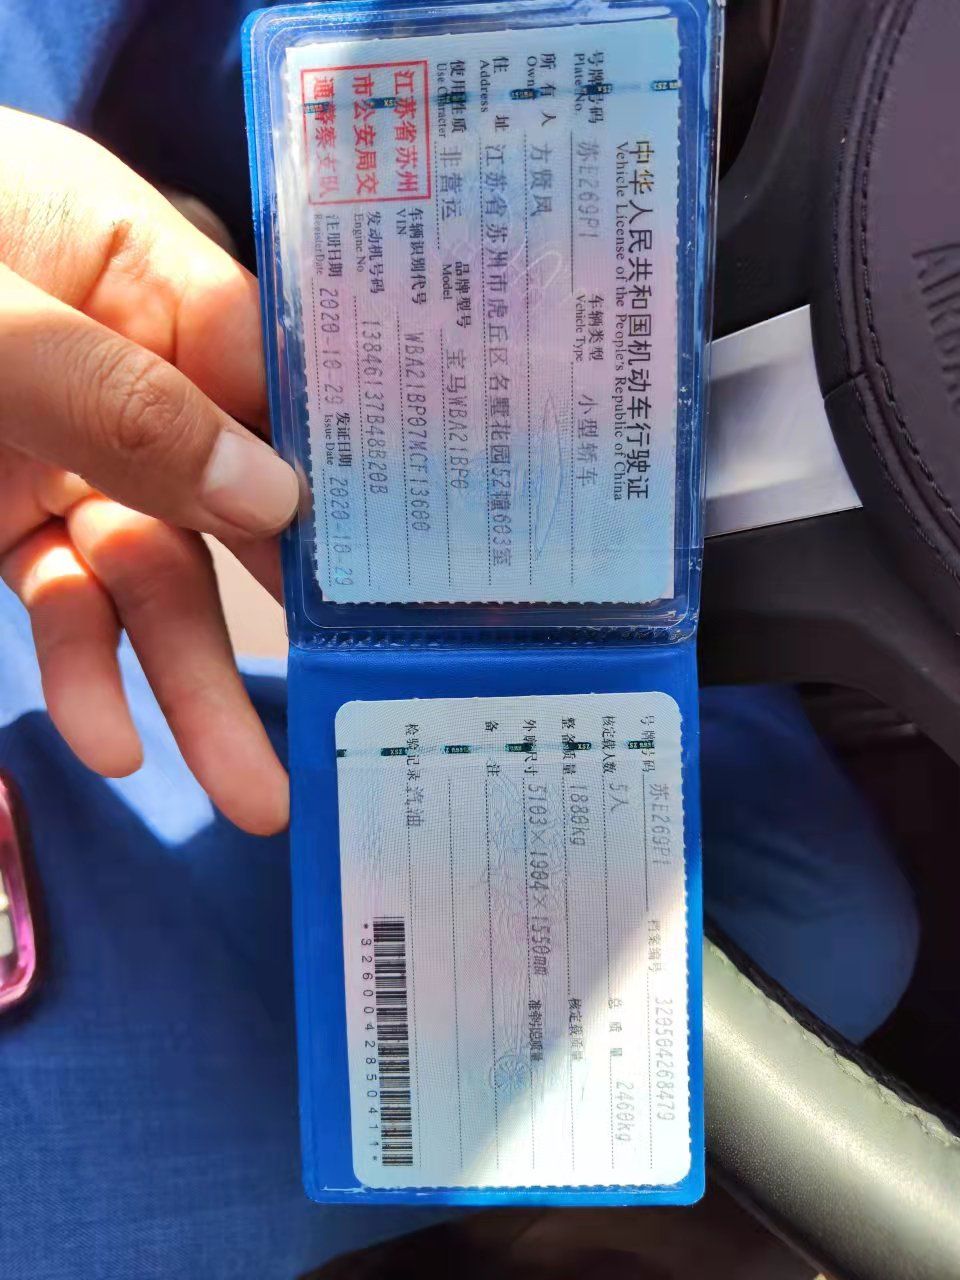 中华人民共和国机动车行驶证
Vehicle License of the People's Republic of China
号牌号码 苏E269P1 车辆类型 小型轿车
Plate No. Vehicle Type
所有人 方贤凤
Owner
住址 江苏省苏州市虎丘区名墅花园52幢603室
Address
使用性质 非营运 品牌型号 宝马WBA21BP0
Use Character Model
江苏省苏州
市公安局交
通警察支队
车辆识别代号 WBA21BP07MCF13600
VIN
发动机号码 13846137B48B20B
Engine No.
注册日期 2020-10-29 发证日期 2020-10-29
Register Date Issue Date
号牌号码 苏E269P1 档案编号 320504268479
核定载人数 5人 总质量 2460kg
整备质量 1880kg 核定载质量
外廓尺寸 5103×1904×1550mm 准牵引总质量
备注
检验记录 汽油
*3260042850411*